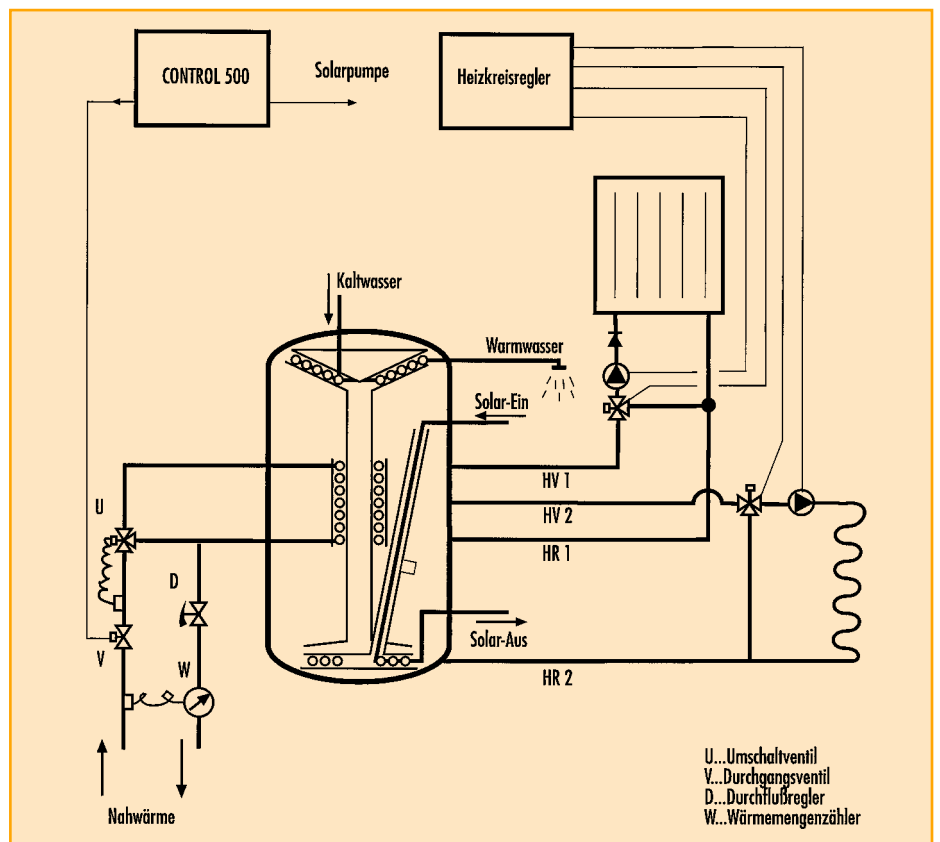 CONTROL 500
Solarpumpe
Heizkreisregler
Kaltwasser
Warmwasser
Solar-Ein
HV 1
U
HV 2
HR 1
D
Solar-Aus
V
W
HR 2
U...Umschaltventil
V...Durchgangsventil
D...Durchflußregler
W...Wärmemengenzähler
Nahwärme